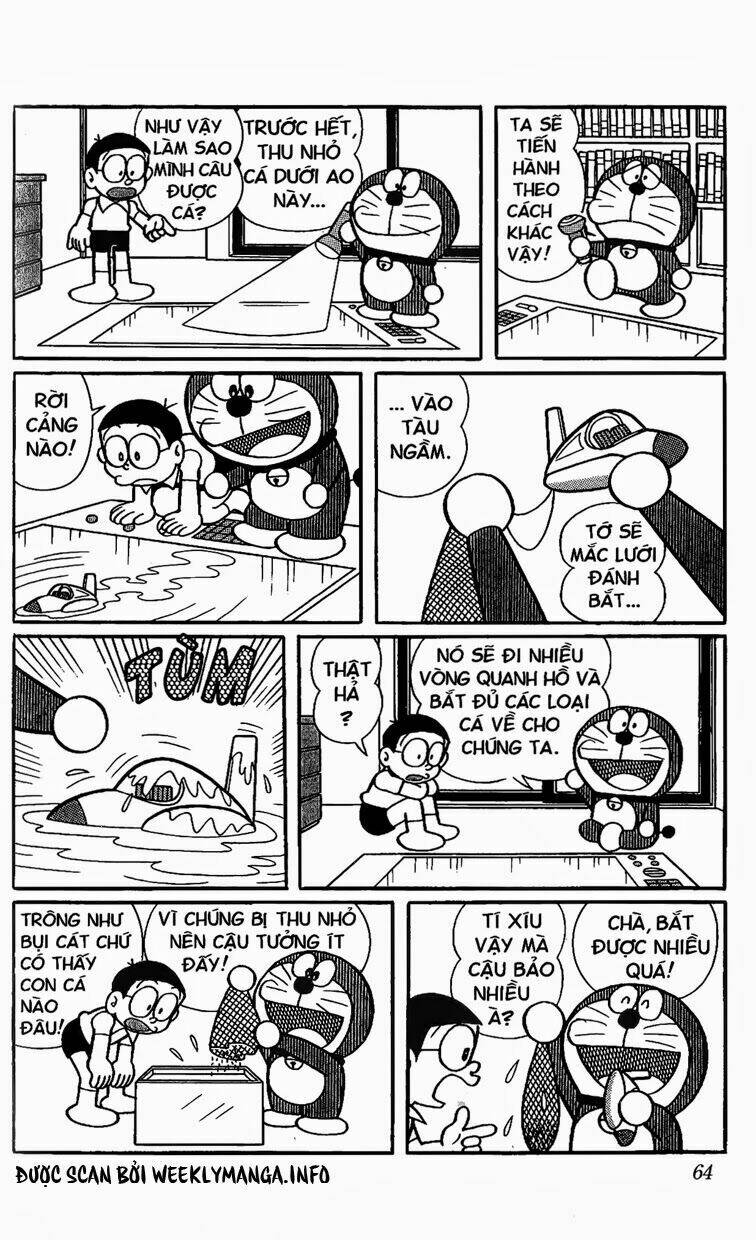 TA SẼ
TIẾN
HÀNH
THEO
CÁCH
KHÁC
VẬY!
TRƯỚC HẾT,
THU NHỎ
CÁ DƯỚI AO
NÀY...
NHƯ VẬY
LÀM SAO
MÌNH CÂU
ĐƯỢC
CÁ?
TỚ SẼ
MẮC LƯỚI
ĐÁNH
BẮT...
... VÀO
TÀU
NGẦM.
RỜI
CẢNG
NÀO!
NÓ SẼ ĐI NHIỀU
VÒNG QUANH HỒ VÀ
BẮT ĐỦ CÁC LOẠI
CÁ VỀ CHO
CHÚNG TA.
THẬT
HẢ
?
TÙM
CHÀ, BẮT
ĐƯỢC NHIỀU
QUÁ!
TÍ XÍU
VẬY MÀ
CẬU BẢO
NHIỀU
À?
VÌ CHÚNG BỊ THU NHỎ
NÊN CẬU TƯỞNG ÍT
ĐẤY!
TRÔNG NHƯ
BỤI CÁT CHỨ
CÓ THẤY
CON CÁ
NÀO
ĐÂU!
ĐƯỢC SCAN BỞI WEEKLYMANGA.INFO
64